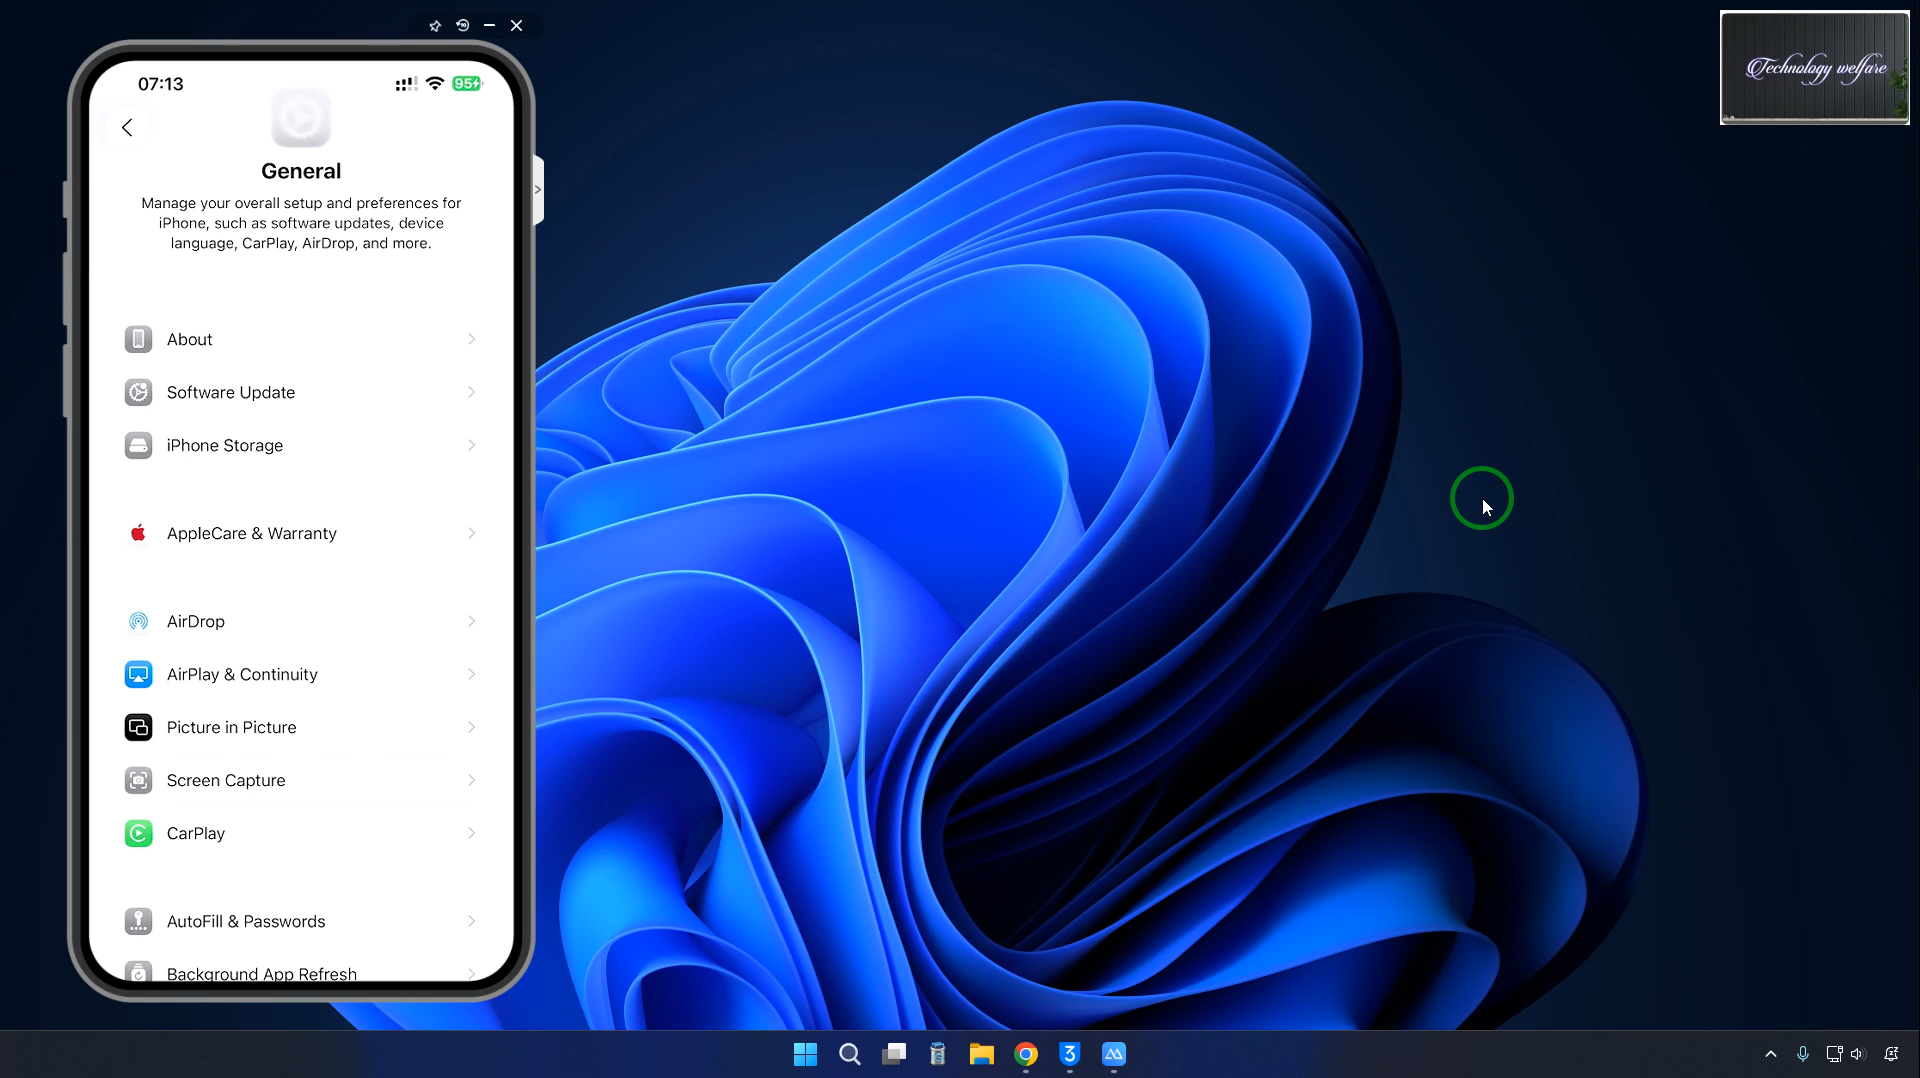 07:13
95
General
Manage your overall setup and preferences for
iPhone, such as software updates, device
language, CarPlay, AirDrop, and more.
About
Software Update
iPhone Storage
AppleCare & Warranty
AirDrop
AirPlay & Continuity
Picture in Picture
Screen Capture
CarPlay
AutoFill & Passwords
Background App Refresh
Technology welfare